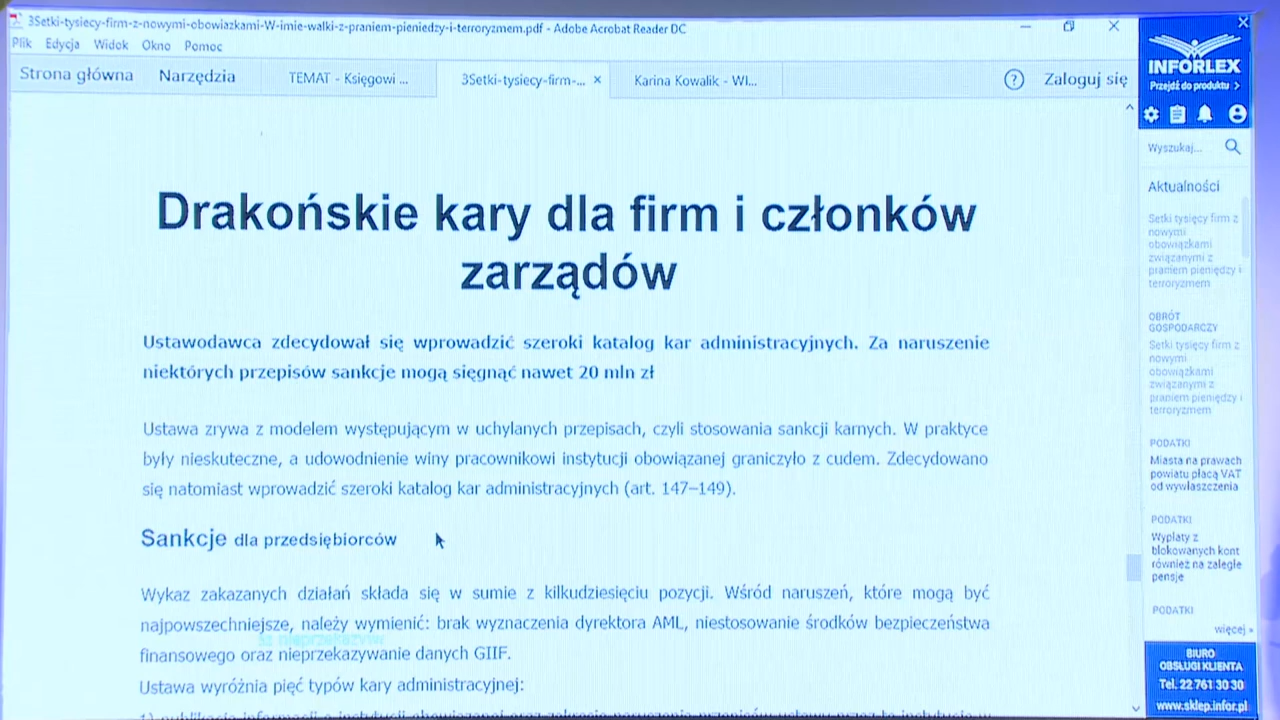 3Setki-tysiecy-firm-z-nowymi-obowiazkami-W-imie-walki-z-praniem-pieniedzy-i-terroryzmem.pdf - Adobe Acrobat Reader DC
Plik Edycja Widok Okno Pomoc
Strona główna Narzędzia TEMAT - Księgowi ... 3Setki-tysiecy-firm-... × Karina Kowalik - WI... ? Zaloguj się
Drakońskie kary dla firm i członków
zarządów
Ustawodawca zdecydował się wprowadzić szeroki katalog kar administracyjnych. Za naruszenie
niektórych przepisów sankcje mogą sięgnąć nawet 20 mln zł
Ustawa zrywa z modelem występującym w uchylanych przepisach, czyli stosowania sankcji karnych. W praktyce
były nieskuteczne, a udowodnienie winy pracownikowi instytucji obowiązanej graniczyło z cudem. Zdecydowano
się natomiast wprowadzić szeroki katalog kar administracyjnych (art. 147–149).
Sankcje dla przedsiębiorców
Wykaz zakazanych działań składa się w sumie z kilkudziesięciu pozycji. Wśród naruszeń, które mogą być
najpowszechniejsze, należy wymienić: brak wyznaczenia dyrektora AML, niestosowanie środków bezpieczeństwa
finansowego oraz nieprzekazywanie danych GIIF.
Ustawa wyróżnia pięć typów kary administracyjnej:
INFORLEX
Przejdź do produktu >
Wyszukaj...
Aktualności
Setki tysięcy firm z
nowymi
obowiązkami
związanymi z
praniem pieniędzy i
terroryzmem
OBRÓT
GOSPODARCZY
Setki tysięcy firm z
nowymi
obowiązkami
związanymi z
praniem pieniędzy i
terroryzmem
PODATKI
Miasta na prawach
powiatu płacą VAT
od wywłaszczenia
PODATKI
Wypłaty z
blokowanych kont
również na zaległe
pensje
PODATKI
więcej »
BIURO
OBSŁUGI KLIENTA
Tel. 22 761 30 30
www.sklep.infor.pl